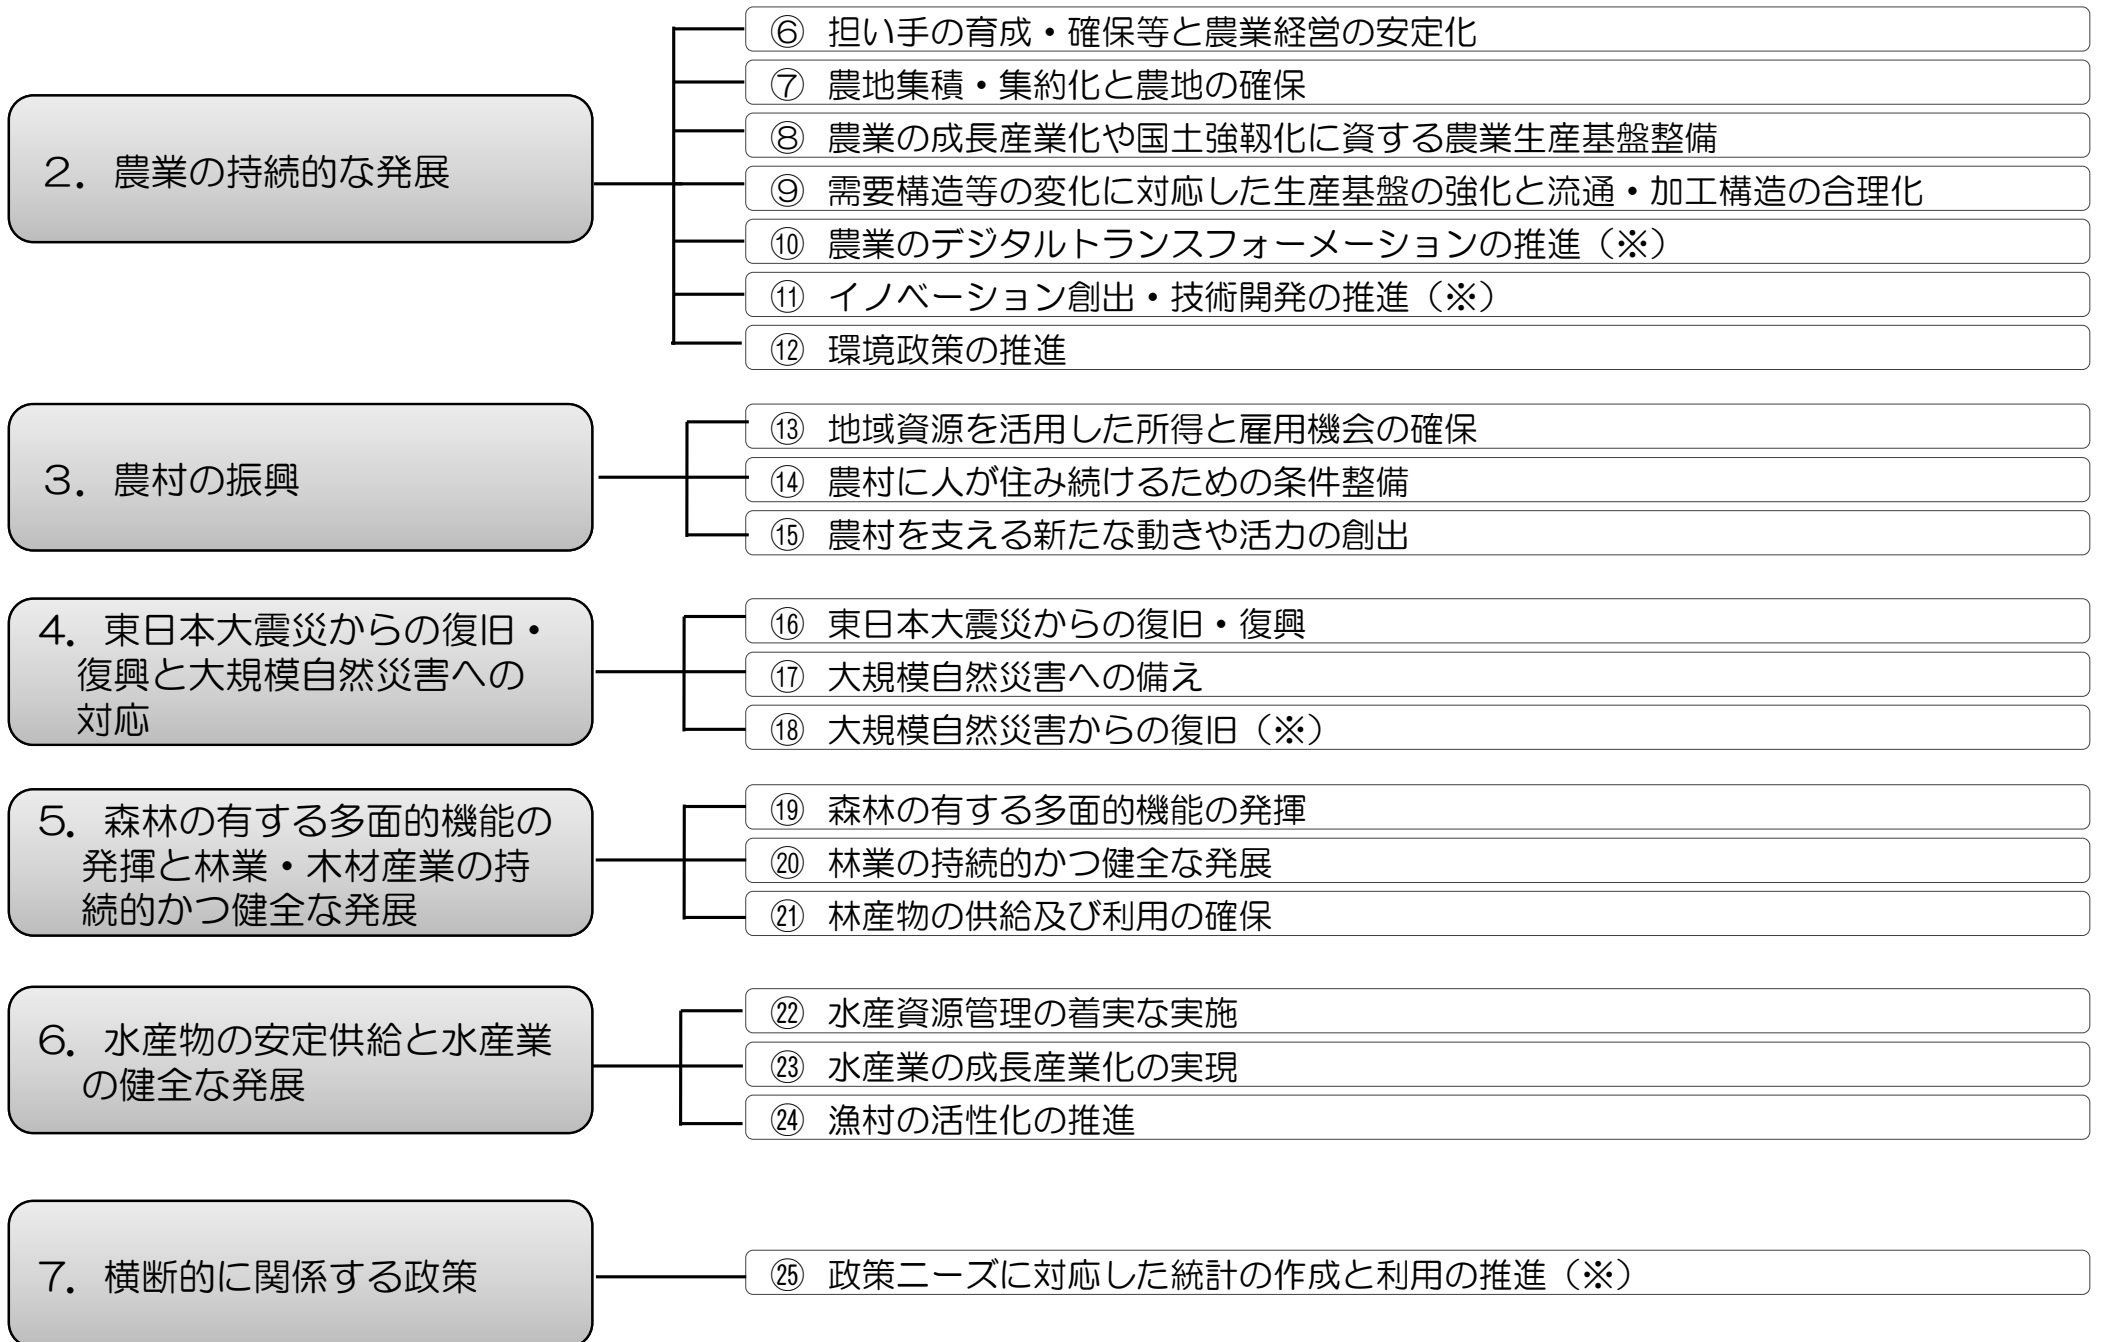 2．農業の持続的な発展
⑥ 担い手の育成・確保等と農業経営の安定化
⑦ 農地集積・集約化と農地の確保
⑧ 農業の成長産業化や国土強靱化に資する農業生産基盤整備
⑨ 需要構造等の変化に対応した生産基盤の強化と流通・加工構造の合理化
⑩ 農業のデジタルトランスフォーメーションの推進（※）
⑪ イノベーション創出・技術開発の推進（※）
⑫ 環境政策の推進
3．農村の振興
⑬ 地域資源を活用した所得と雇用機会の確保
⑭ 農村に人が住み続けるための条件整備
⑮ 農村を支える新たな動きや活力の創出
4．東日本大震災からの復旧・
復興と大規模自然災害への
対応
⑯ 東日本大震災からの復旧・復興
⑰ 大規模自然災害への備え
⑱ 大規模自然災害からの復旧（※）
5．森林の有する多面的機能の
発揮と林業・木材産業の持
続的かつ健全な発展
⑲ 森林の有する多面的機能の発揮
⑳ 林業の持続的かつ健全な発展
㉑ 林産物の供給及び利用の確保
6．水産物の安定供給と水産業
の健全な発展
㉒ 水産資源管理の着実な実施
㉓ 水産業の成長産業化の実現
㉔ 漁村の活性化の推進
7．横断的に関係する政策
㉕ 政策ニーズに対応した統計の作成と利用の推進（※）